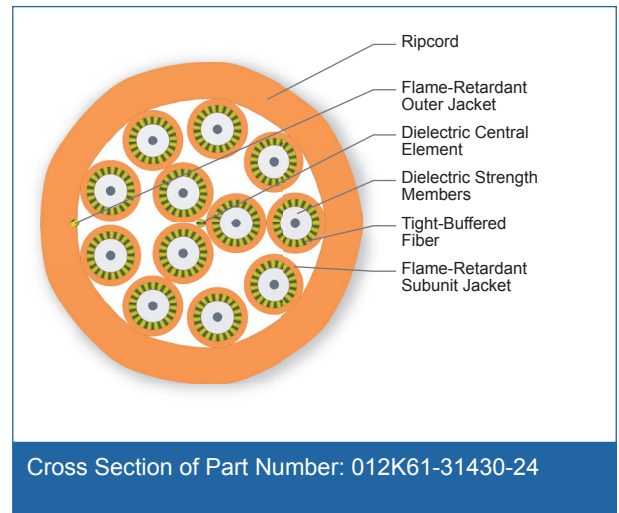 Ripcord
Flame-Retardant
Outer Jacket
Dielectric Central
Element
Dielectric Strength
Members
Tight-Buffered
Fiber
Flame-Retardant
Subunit Jacket
Cross Section of Part Number: 012K61-31430-24